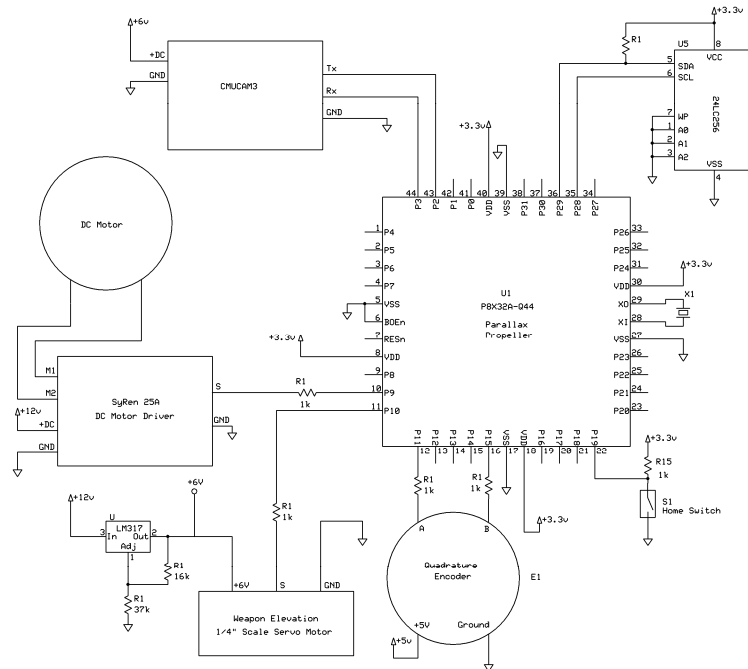 +6v
+3.3v
R1
U5
8
VCC
+DC
GND
CMUCAM3
Tx
Rx
GND
5 SDA
6 SCL
24LC256
7 WP
1 A0
2 A1
3 A2
VSS
4
+3.3v
44 43 42 41 40 39 38 37 36 35 34
P3 P2 P1 P0 VDD VSS P31 P30 P29 P28 P27
DC Motor
1 P4
2 P5
3 P6
4 P7
5 VSS
6 BOEn
7 RESn
8 VDD
9 P8
10 P9
11 P10
U1
P8X32A-Q44
Parallax
Propeller
P26 33
P25 32
P24 31
VDD 30
XO 29
XI 28
VSS 27
P23 26
P22 25
P21 24
P20 23
+3.3v
X1
+3.3v
M1
M2
SyRen 25A
DC Motor Driver
S
GND
+12v
+DC
GND
R1
1k
P11 P12 P13 P14 P15 VSS VDD P16 P17 P18 P19
12 13 14 15 16 17 18 19 20 21 22
+3.3v
R15
1k
S1
Home Switch
R1
1k
R1
1k
+3.3v
+12v
+6V
U
LM317
3 In Out 2
Adj
1
R1
16k
R1
37k
R1
1k
+6V
S
GND
Weapon Elevation
1/4" Scale Servo Motor
A
B
Quadrature
Encoder
E1
+5V
Ground
+5v